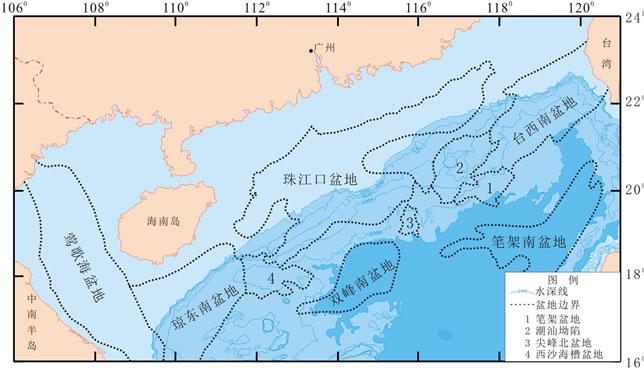 106° 108° 110° 112° 114° 116° 118° 120°
24°
22°
20°
18°
16°
广州
台湾
台西南盆地
珠江口盆地
2
1
3
4
海南岛
莺歌海盆地
琼东南盆地
双峰南盆地
笔架南盆地
中南半岛
图 例
水深线
盆地边界
1 笔架盆地
2 潮汕坳陷
3 尖峰北盆地
4 西沙海槽盆地